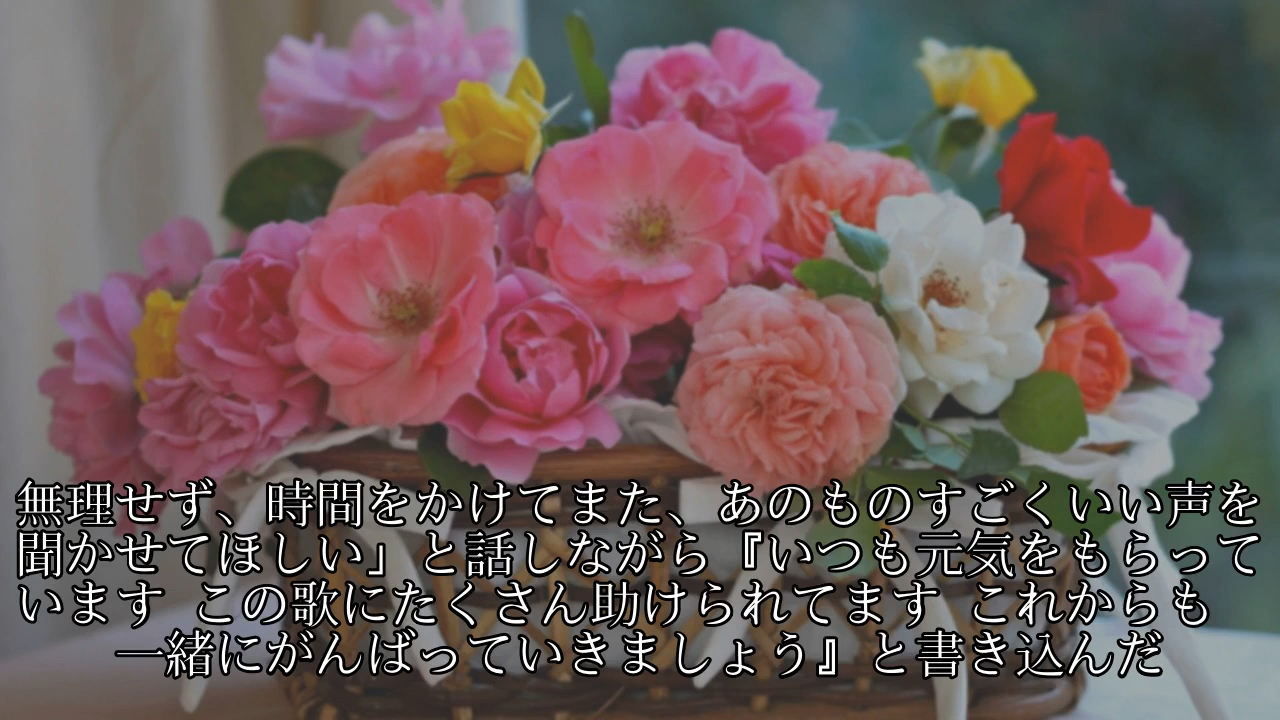 無理せず、時間をかけてまた、あのものすごくいい声を
聞かせてほしい」と話しながら『いつも元気をもらって
います この歌にたくさん助けられてます これからも
一緒にがんばっていきましょう』と書き込んだ